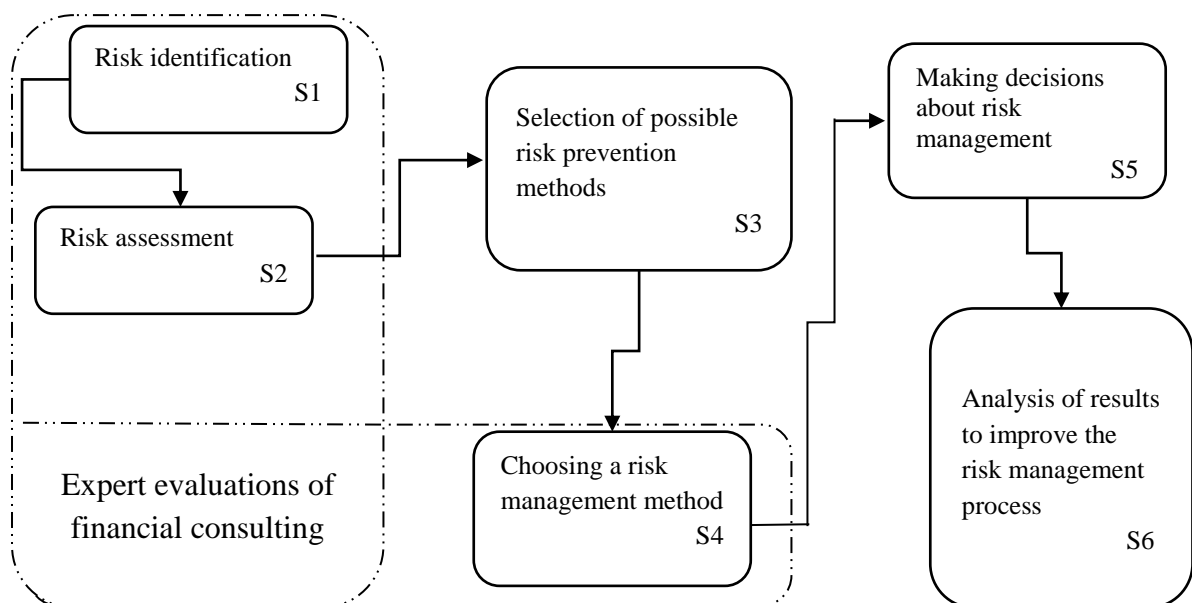 Risk identification
S1
Risk assessment
S2
Selection of possible
risk prevention
methods
S3
Choosing a risk
management method
S4
Making decisions
about risk
management
S5
Analysis of results
to improve the
risk management
process
S6
Expert evaluations of
financial consulting